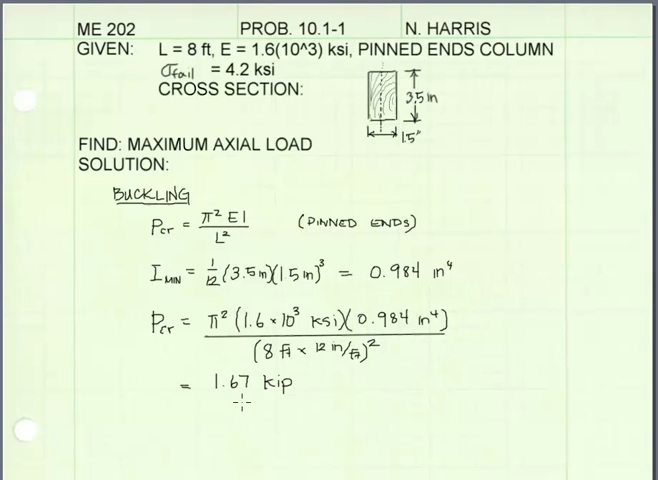 ME 202 PROB. 10.1-1 N. HARRIS
GIVEN: L = 8 ft, E = 1.6(10^3) ksi, PINNED ENDS COLUMN
σfail = 4.2 ksi
CROSS SECTION:
3.5 in
1.5"
FIND: MAXIMUM AXIAL LOAD
SOLUTION:
BUCKLING
Pcr = π² EI / L² (PINNED ENDS)
I MIN = 1/12 (3.5 in)(1.5 in)³ = 0.984 in⁴
Pcr = π² (1.6 × 10³ ksi)(0.984 in⁴)
(8 ft × 12 in/ft)²
= 1.67 kip